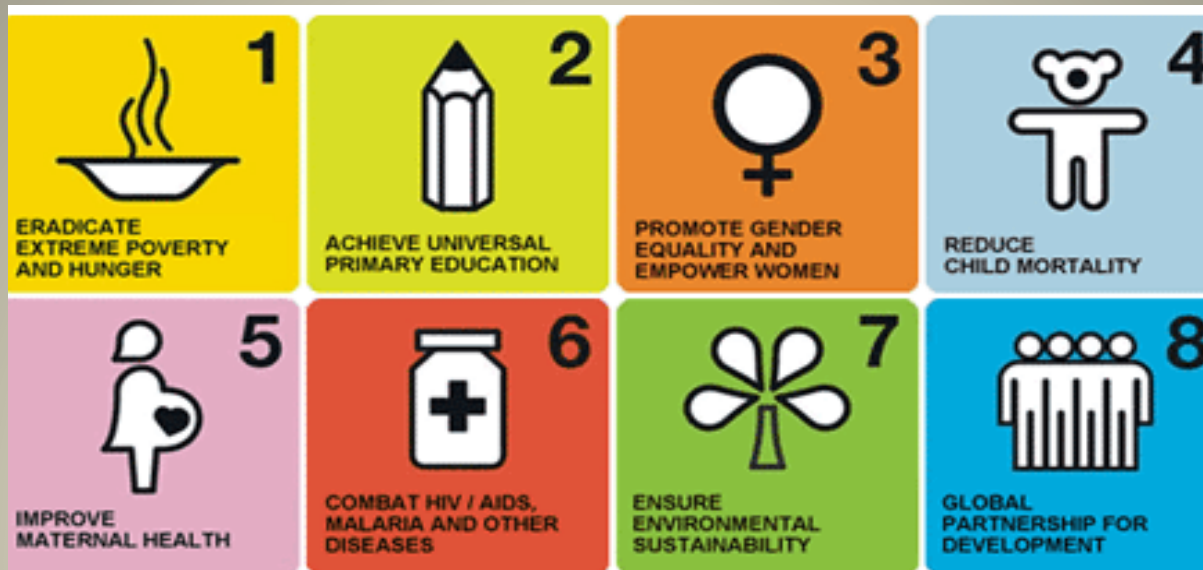 1
ERADICATE
EXTREME POVERTY
AND HUNGER
2
ACHIEVE UNIVERSAL
PRIMARY EDUCATION
3
PROMOTE GENDER
EQUALITY AND
EMPOWER WOMEN
4
REDUCE
CHILD MORTALITY
5
IMPROVE
MATERNAL HEALTH
6
COMBAT HIV / AIDS,
MALARIA AND OTHER
DISEASES
7
ENSURE
ENVIRONMENTAL
SUSTAINABILITY
8
GLOBAL
PARTNERSHIP FOR
DEVELOPMENT